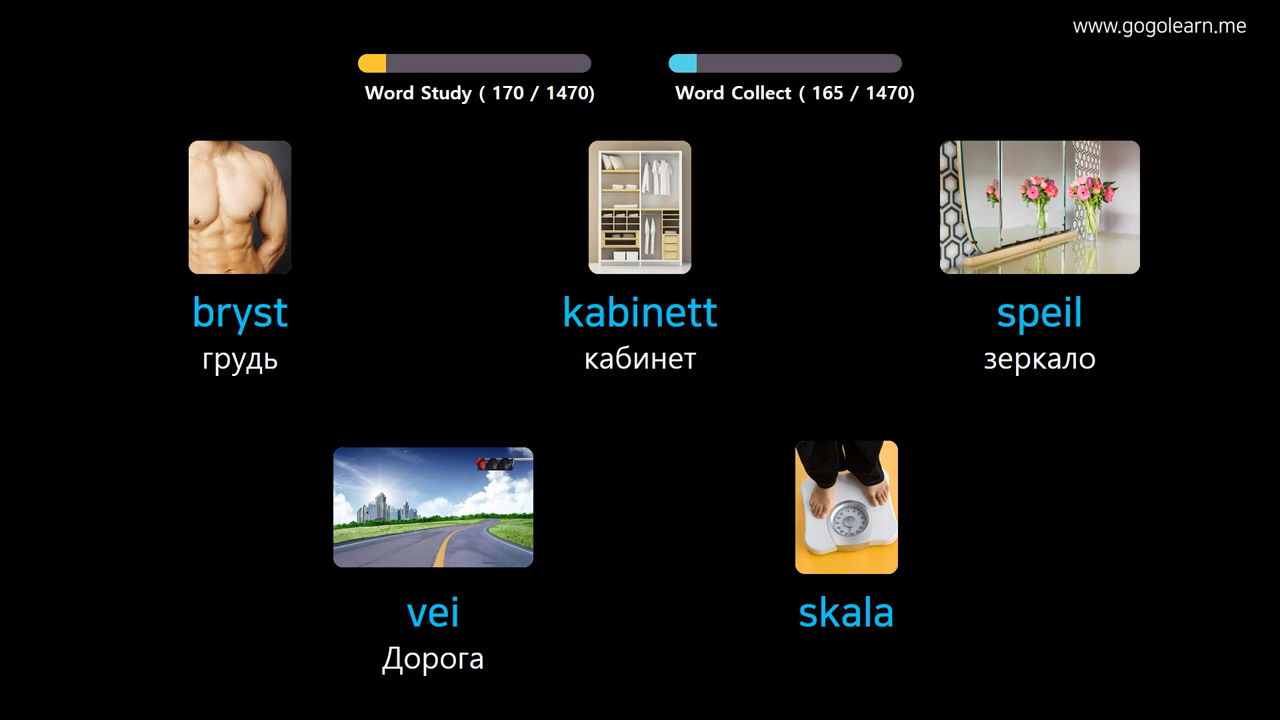 www.gogolearn.me
Word Study ( 170 / 1470)
Word Collect ( 165 / 1470)
bryst
грудь
kabinett
кабинет
speil
зеркало
vei
Дорога
skala